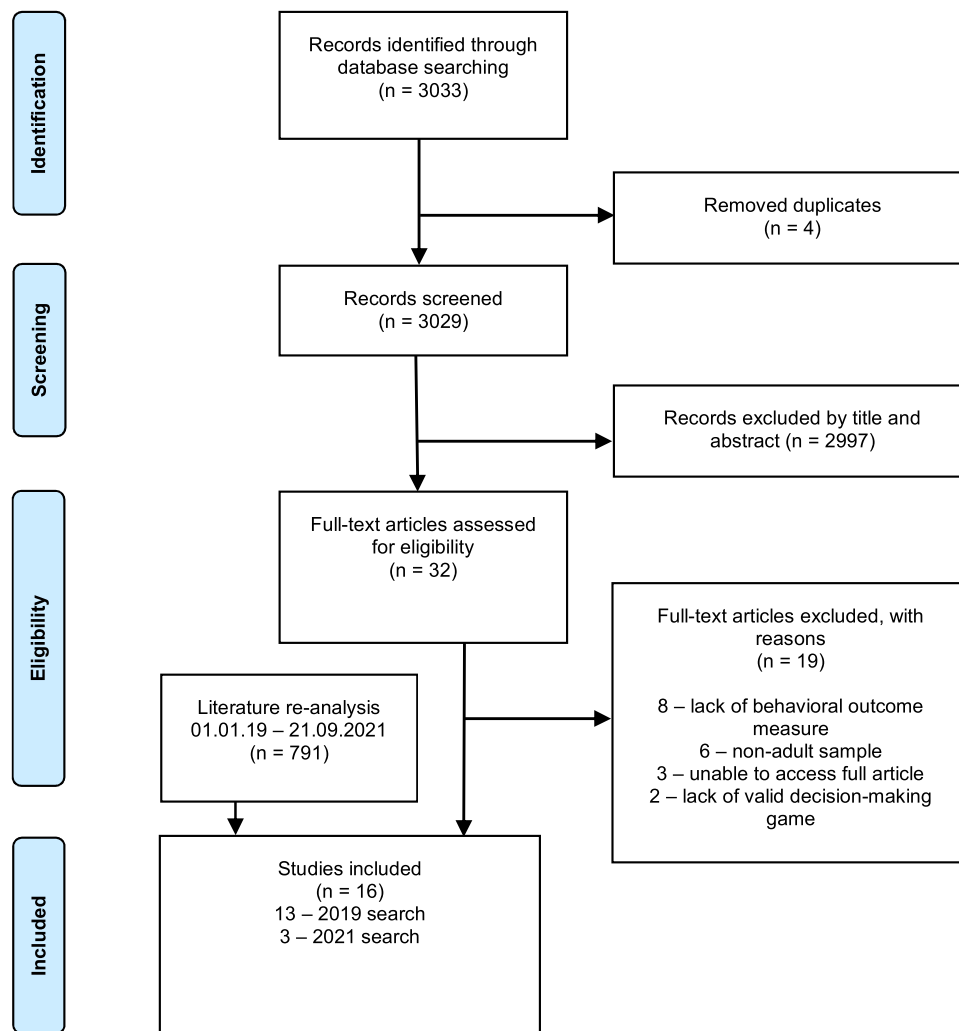 Identification
Records identified through
database searching
(n = 3033)
Removed duplicates
(n = 4)
Screening
Records screened
(n = 3029)
Records excluded by title and
abstract (n = 2997)
Eligibility
Full-text articles assessed
for eligibility
(n = 32)
Full-text articles excluded, with
reasons
(n = 19)
8 – lack of behavioral outcome
measure
6 – non-adult sample
3 – unable to access full article
2 – lack of valid decision-making
game
Literature re-analysis
01.01.19 – 21.09.2021
(n = 791)
Included
Studies included
(n = 16)
13 – 2019 search
3 – 2021 search